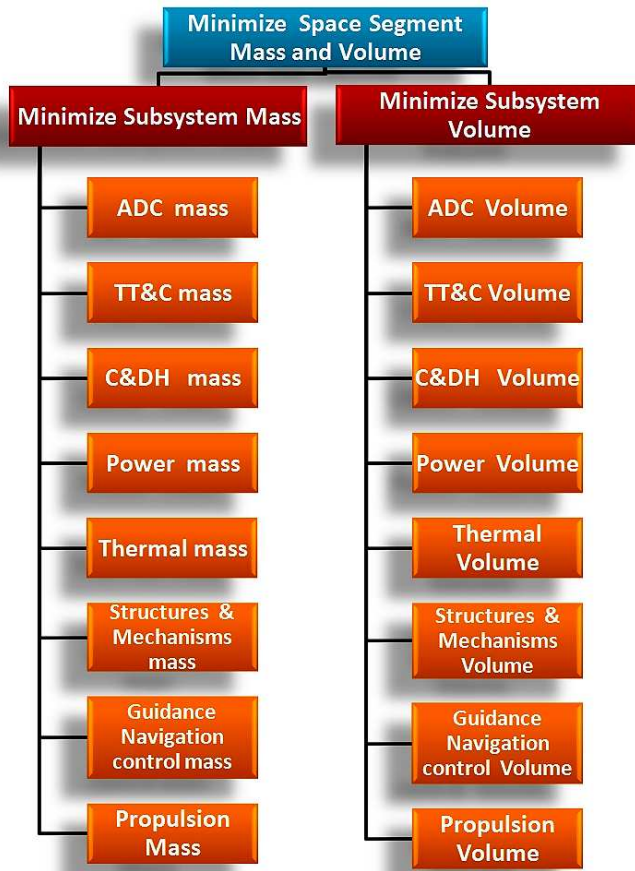 Minimize Space Segment
Mass and Volume
Minimize Subsystem Mass
Minimize Subsystem
Volume
ADC mass
TT&C mass
C&DH mass
Power mass
Thermal mass
Structures &
Mechanisms
mass
Guidance
Navigation
control mass
Propulsion
Mass
ADC Volume
TT&C Volume
C&DH Volume
Power Volume
Thermal
Volume
Structures &
Mechanisms
Volume
Guidance
Navigation
control Volume
Propulsion
Volume